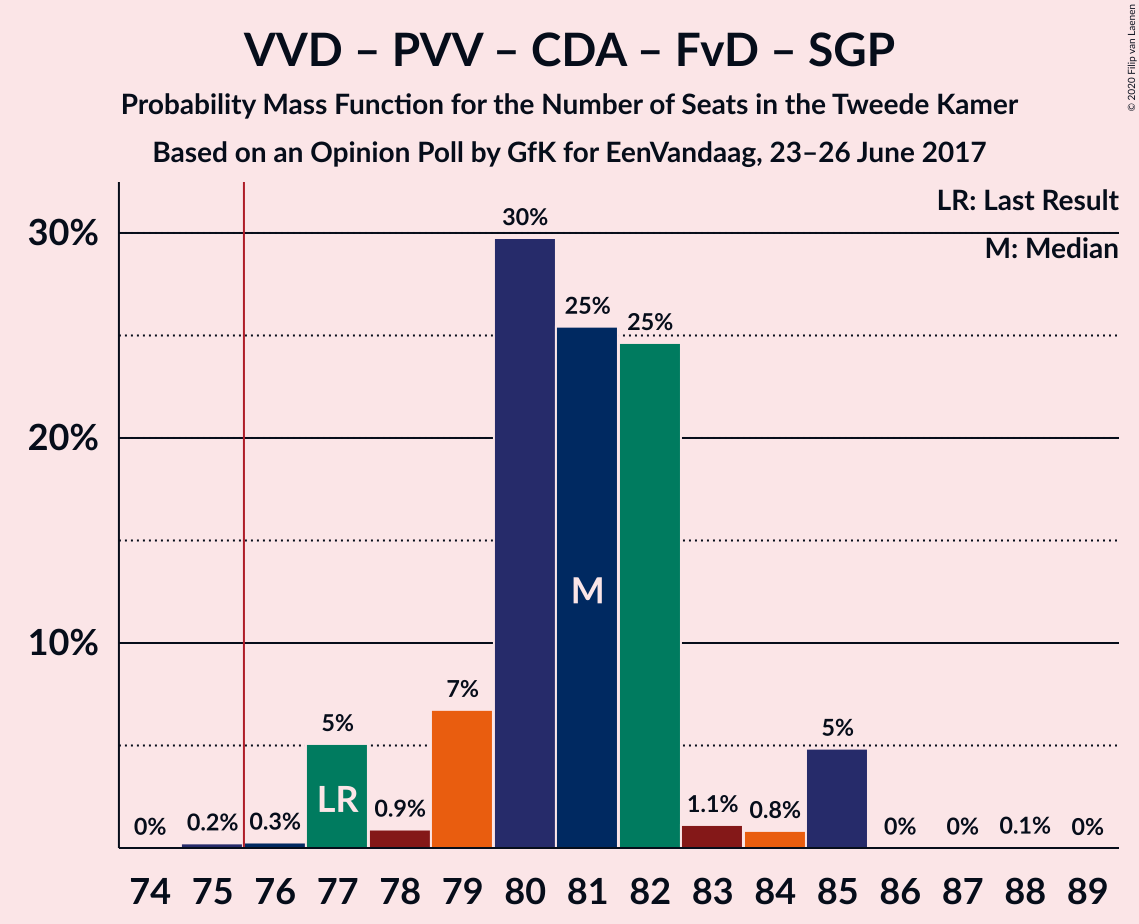 VVD – PVV – CDA – FvD – SGP
Probability Mass Function for the Number of Seats in the Tweede Kamer
Based on an Opinion Poll by GfK for EenVandaag, 23–26 June 2017
© 2020 Filip van Laenen
LR: Last Result
M: Median
30%
20%
10%
0%
0.2%
0.3%
5%
0.9%
7%
30%
25%
25%
1.1%
0.8%
5%
0%
0%
0.1%
0%
LR
M
74 75 76 77 78 79 80 81 82 83 84 85 86 87 88 89